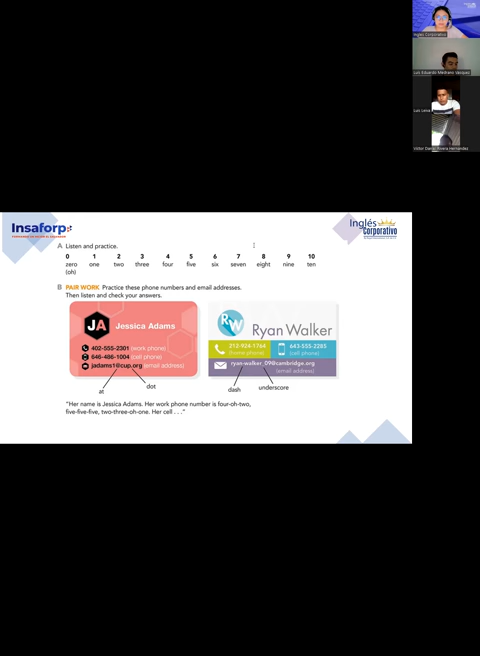 Inglés Corporativo
Luis Eduardo Medrano Vasquez
Luis Leiva
Victor Daniel Rivera Hernandez
Insaforp
Inglés
Corporativo
A Listen and practice.
0 1 2 3 4 5 6 7 8 9 10
zero one two three four five six seven eight nine ten
(oh)
B PAIR WORK Practice these phone numbers and email addresses.
Then listen and check your answers.
JA Jessica Adams
402-555-2301 (work phone)
646-486-1004 (cell phone)
jadams1@cup.org (email address)
at
dot
RW
Ryan Walker
212-924-1764
(home phone)
643-555-2285
(cell phone)
ryan-walker_09@cambridge.org
(email address)
dash
underscore
"Her name is Jessica Adams. Her work phone number is four-oh-two,
five-five-five, two-three-oh-one. Her cell . . ."